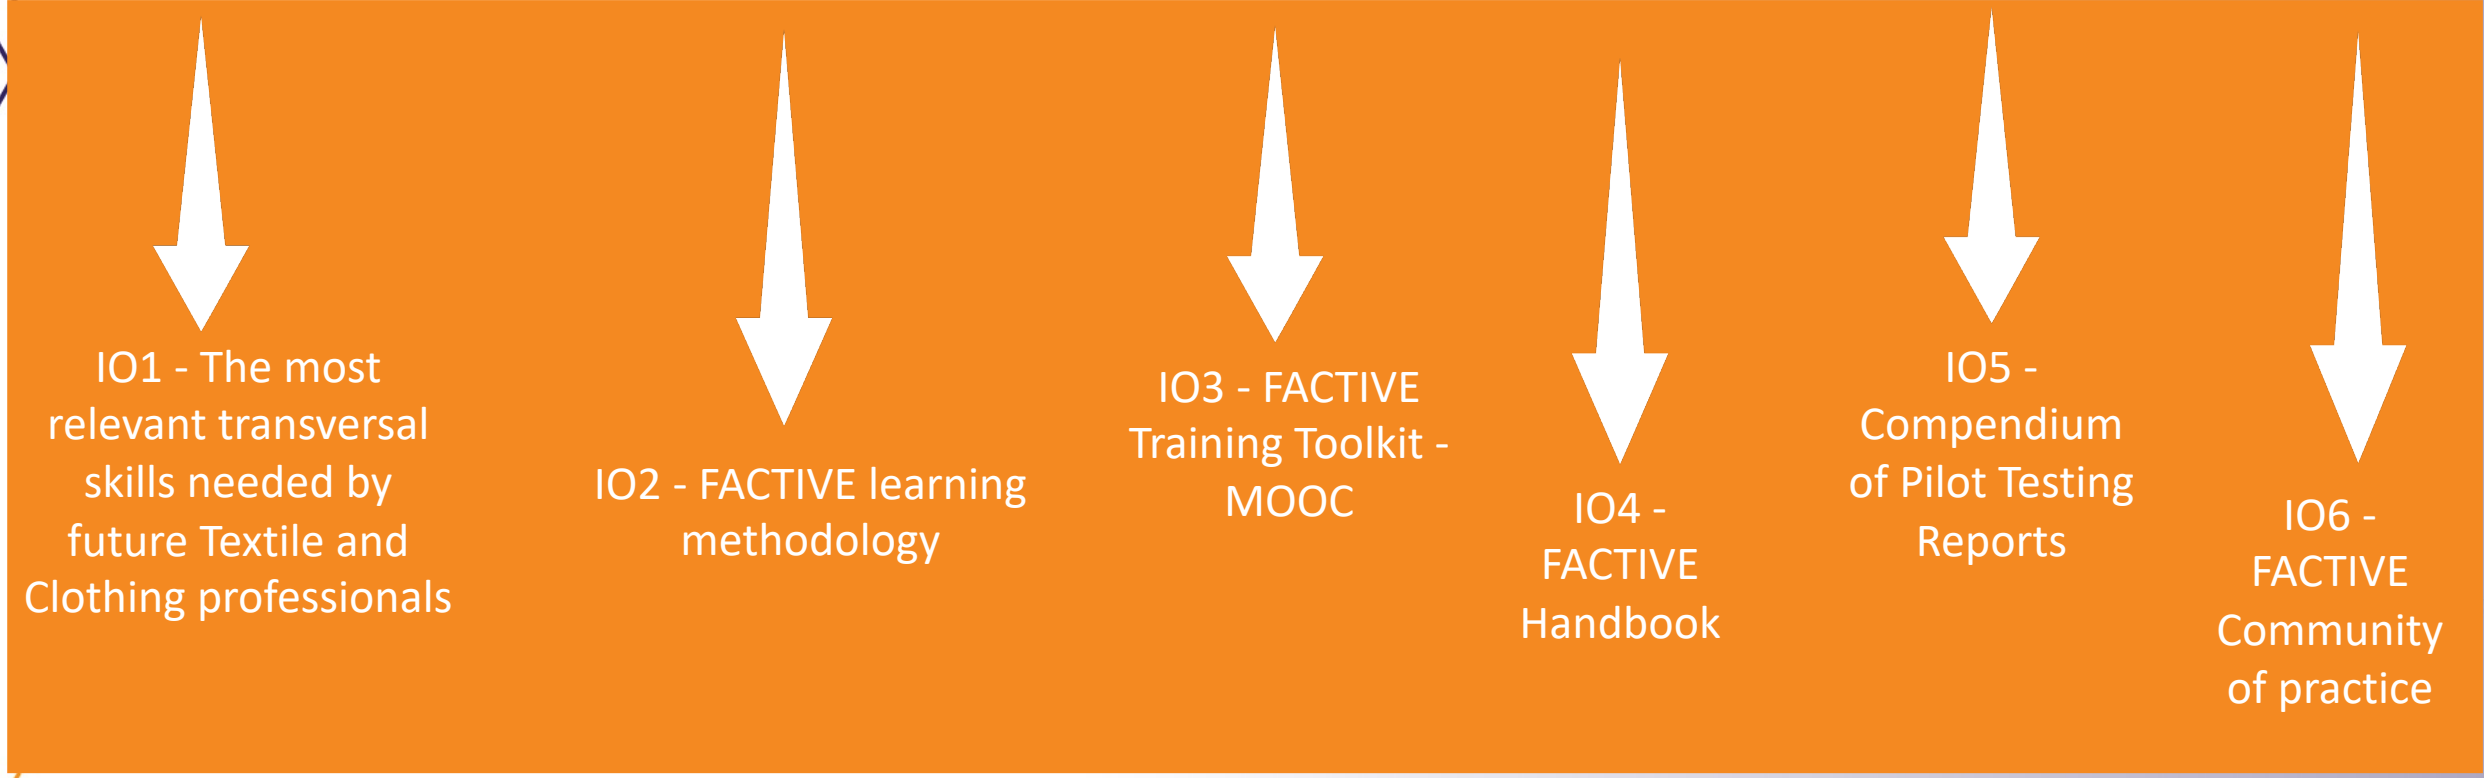 IO1 - The most
relevant transversal
skills needed by
future Textile and
Clothing professionals
IO2 - FACTIVE learning
methodology
IO3 - FACTIVE
Training Toolkit -
MOOC
IO4 -
FACTIVE
Handbook
IO5 -
Compendium
of Pilot Testing
Reports
IO6 -
FACTIVE
Community
of practice